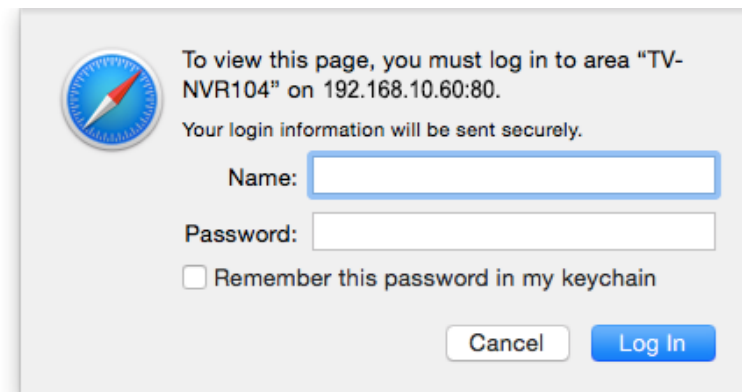 To view this page, you must log in to area “TV-
NVR104” on 192.168.10.60:80.
Your login information will be sent securely.
Name:
Password:
Remember this password in my keychain
Cancel
Log In